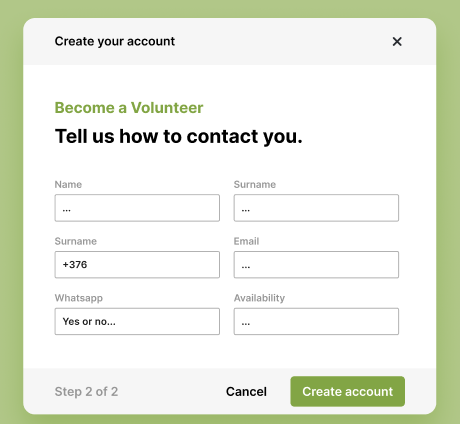 Create your account ×
Become a Volunteer
Tell us how to contact you.
Name Surname
... ...
Surname Email
+376 ...
Whatsapp Availability
Yes or no... ...
Step 2 of 2 Cancel Create account